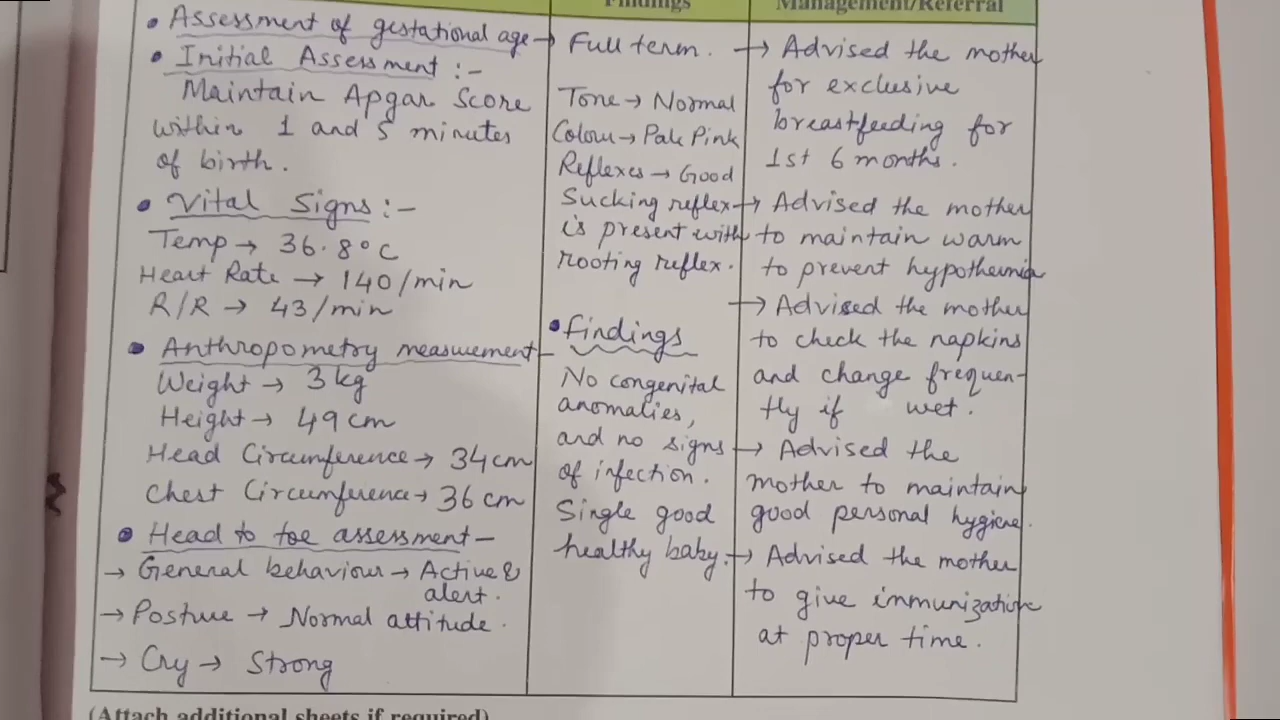 Findings
Management/Referral
• Assessment of gestational age →
• Initial Assessment :-
Maintain Apgar Score
within 1 and 5 minutes
of birth.
• Vital Signs :-
Temp → 36.8°C
Heart Rate → 140/min
R/R → 43/min
• Anthropometry measurement -
Weight → 3 kg
Height → 49 cm
Head Circumference → 34 cm
Chest Circumference → 36 cm
• Head to toe assessment -
→ General behaviour → Active &
alert.
→ Posture → Normal attitude.
→ Cry → Strong
Full term.
Tone → Normal
Colour → Pale Pink
Reflexes → Good
Sucking reflex
is present with
rooting reflex.
• Findings
No congenital
anomalies,
and no signs
of infection.
Single good
healthy baby.
→ Advised the mother
for exclusive
breastfeeding for
1st 6 months.
→ Advised the mother
to maintain warm
to prevent hypothermia
→ Advised the mother
to check the napkins
and change frequen-
tly if wet.
→ Advised the
mother to maintain
good personal hygiene.
→ Advised the mother
to give immunization
at proper time.
(Attach additional sheets if required)